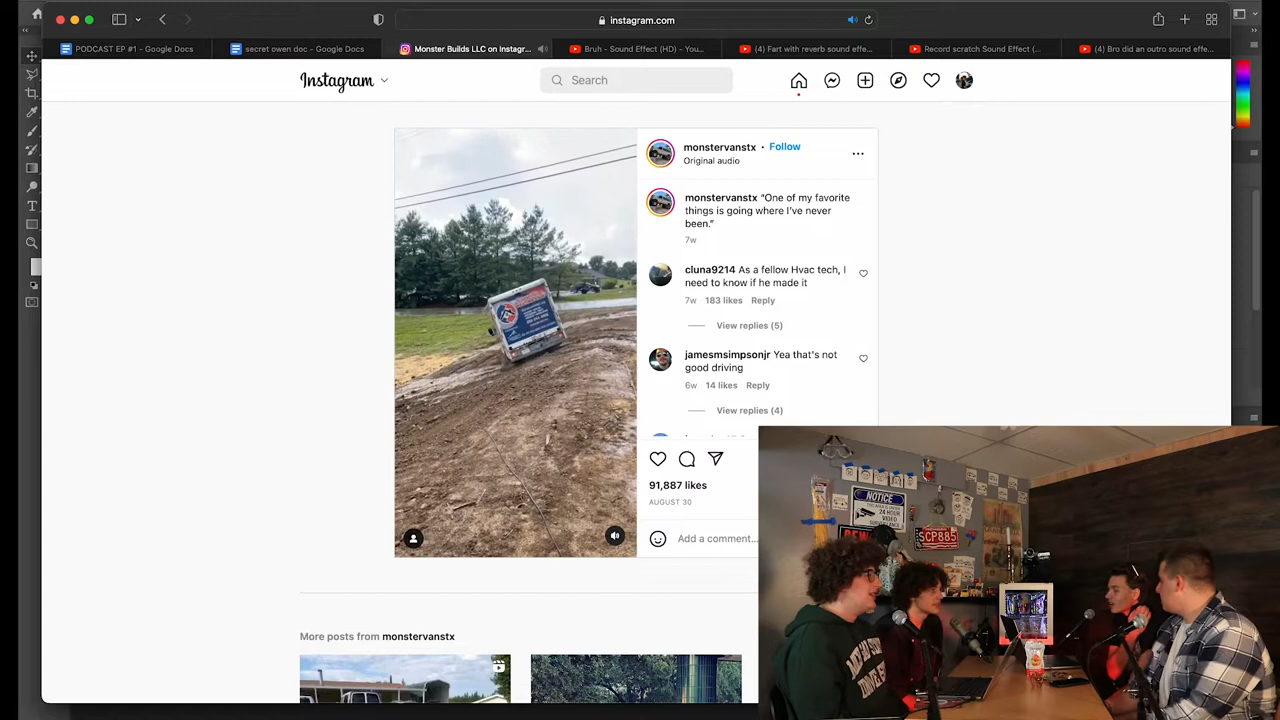 instagram.com
PODCAST EP #1 - Google Docs
secret owen doc - Google Docs
Monster Builds LLC on Instagr...
Bruh - Sound Effect (HD) - (You...
(4) Fart with reverb sound effe...
Record scratch Sound Effect (...
(4) Bro did an outro sound effe...
Instagram
Search
monstervanstx • Follow
Original audio
monstervanstx “One of my favorite
things is going where I've never
been.”
7w
cluna9214 As a fellow Hvac tech, I
need to know if he made it
7w 183 likes Reply
View replies (5)
jamesmsimpsonjr Yea that's not
good driving
6w 14 likes Reply
View replies (4)
91,887 likes
AUGUST 30
Add a comment...
More posts from monstervanstx
NOTICE
24 HOUR
VIDEO
SCP885